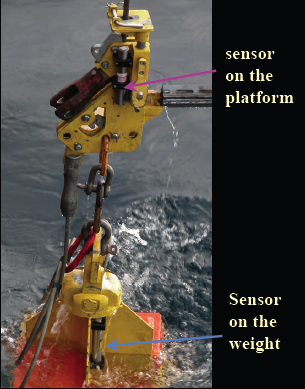 sensor
on the
platform
Sensor
on the
weight